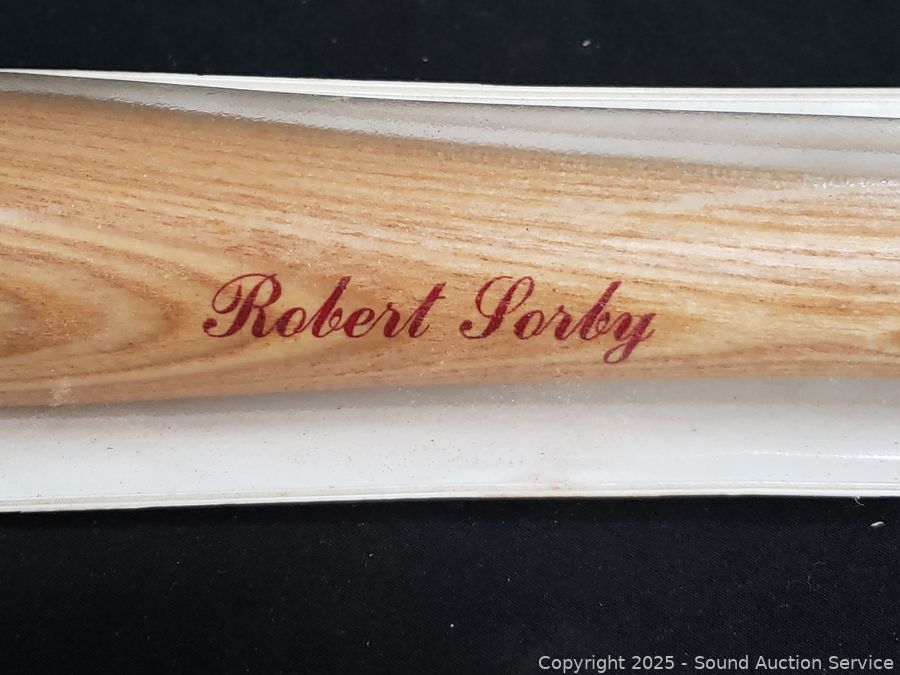 Robert Sorby
Copyright 2025 - Sound Auction Service